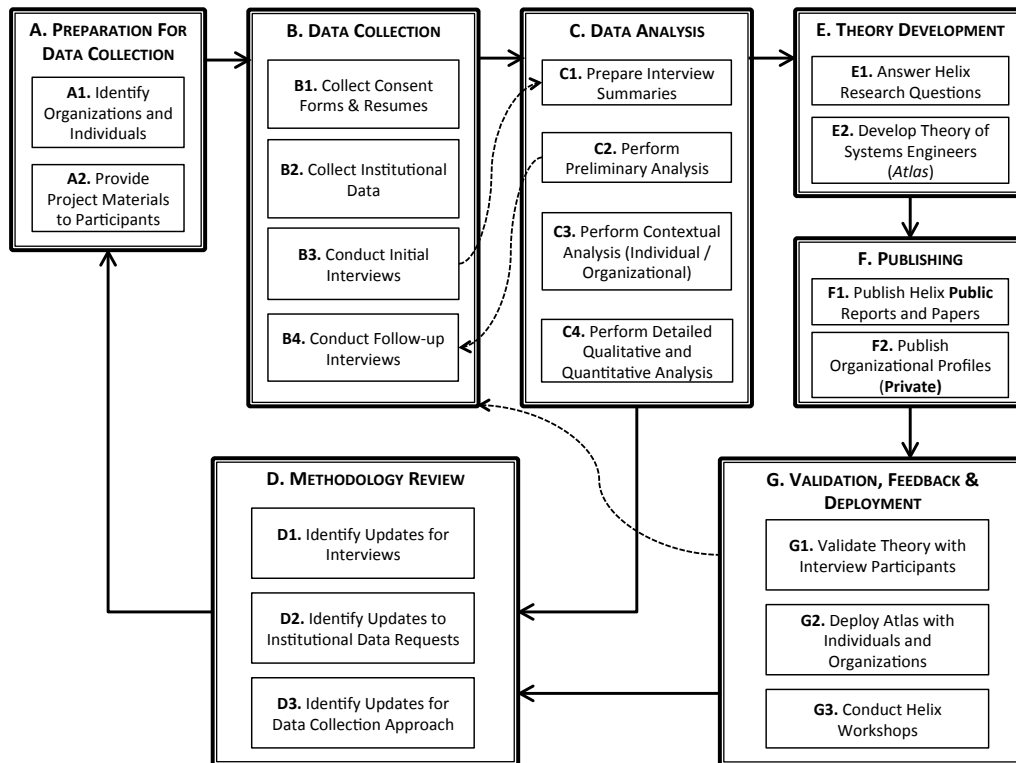 A. PREPARATION FOR
DATA COLLECTION
A1. Identify
Organizations and
Individuals
A2. Provide
Project Materials
to Participants
B. DATA COLLECTION
B1. Collect Consent
Forms & Resumes
B2. Collect Institutional
Data
B3. Conduct Initial
Interviews
B4. Conduct Follow-up
Interviews
C. DATA ANALYSIS
C1. Prepare Interview
Summaries
C2. Perform
Preliminary Analysis
C3. Perform Contextual
Analysis (Individual /
Organizational)
C4. Perform Detailed
Qualitative and
Quantitative Analysis
E. THEORY DEVELOPMENT
E1. Answer Helix
Research Questions
E2. Develop Theory of
Systems Engineers
(Atlas)
F. PUBLISHING
F1. Publish Helix Public
Reports and Papers
F2. Publish
Organizational Profiles
(Private)
D. METHODOLOGY REVIEW
D1. Identify Updates for
Interviews
D2. Identify Updates to
Institutional Data Requests
D3. Identify Updates for
Data Collection Approach
G. VALIDATION, FEEDBACK &
DEPLOYMENT
G1. Validate Theory with
Interview Participants
G2. Deploy Atlas with
Individuals and
Organizations
G3. Conduct Helix
Workshops